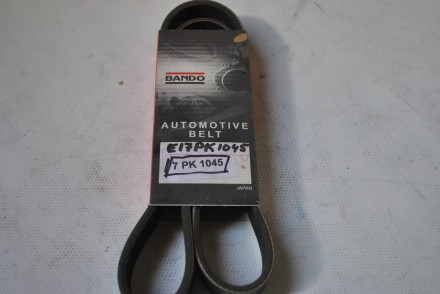 BANDO
AUTOMOTIVE
BELT
E17PK1045
7 PK 1045
JAPAN